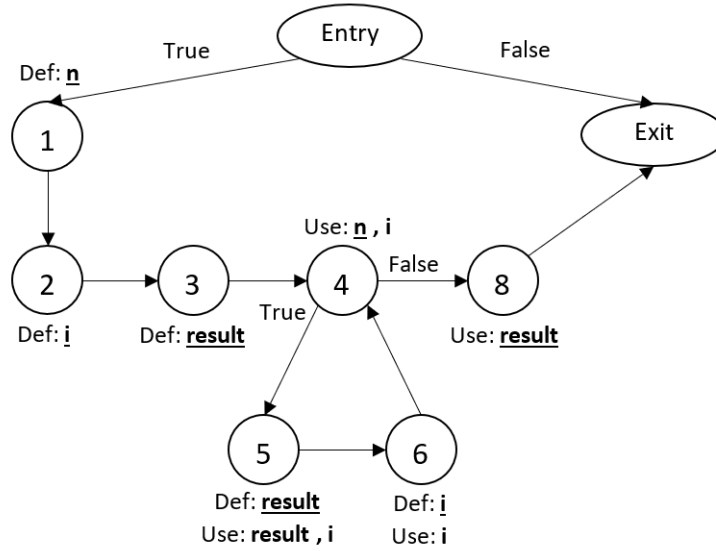 Entry
True
False
Def: n
1
Exit
Use: n , i
2
3
4
False
8
Def: i
Def: result
True
Use: result
5
6
Def: result
Def: i
Use: result , i
Use: i